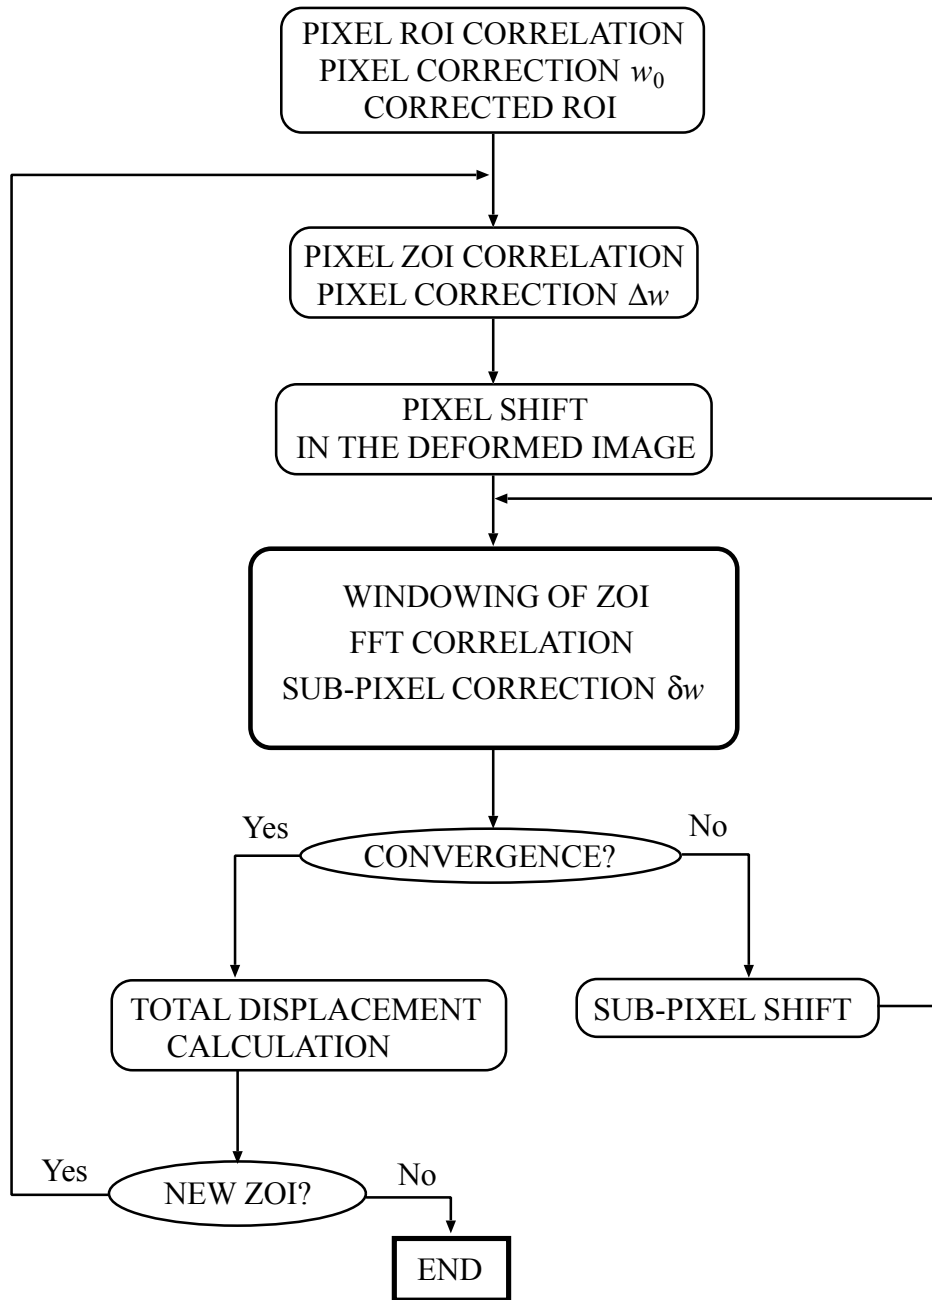 PIXEL ROI CORRELATION
PIXEL CORRECTION w₀
CORRECTED ROI
PIXEL ZOI CORRELATION
PIXEL CORRECTION Δw
PIXEL SHIFT
IN THE DEFORMED IMAGE
WINDOWING OF ZOI
FFT CORRELATION
SUB-PIXEL CORRECTION δw
Yes
No
CONVERGENCE?
TOTAL DISPLACEMENT
CALCULATION
SUB-PIXEL SHIFT
Yes
No
NEW ZOI?
END